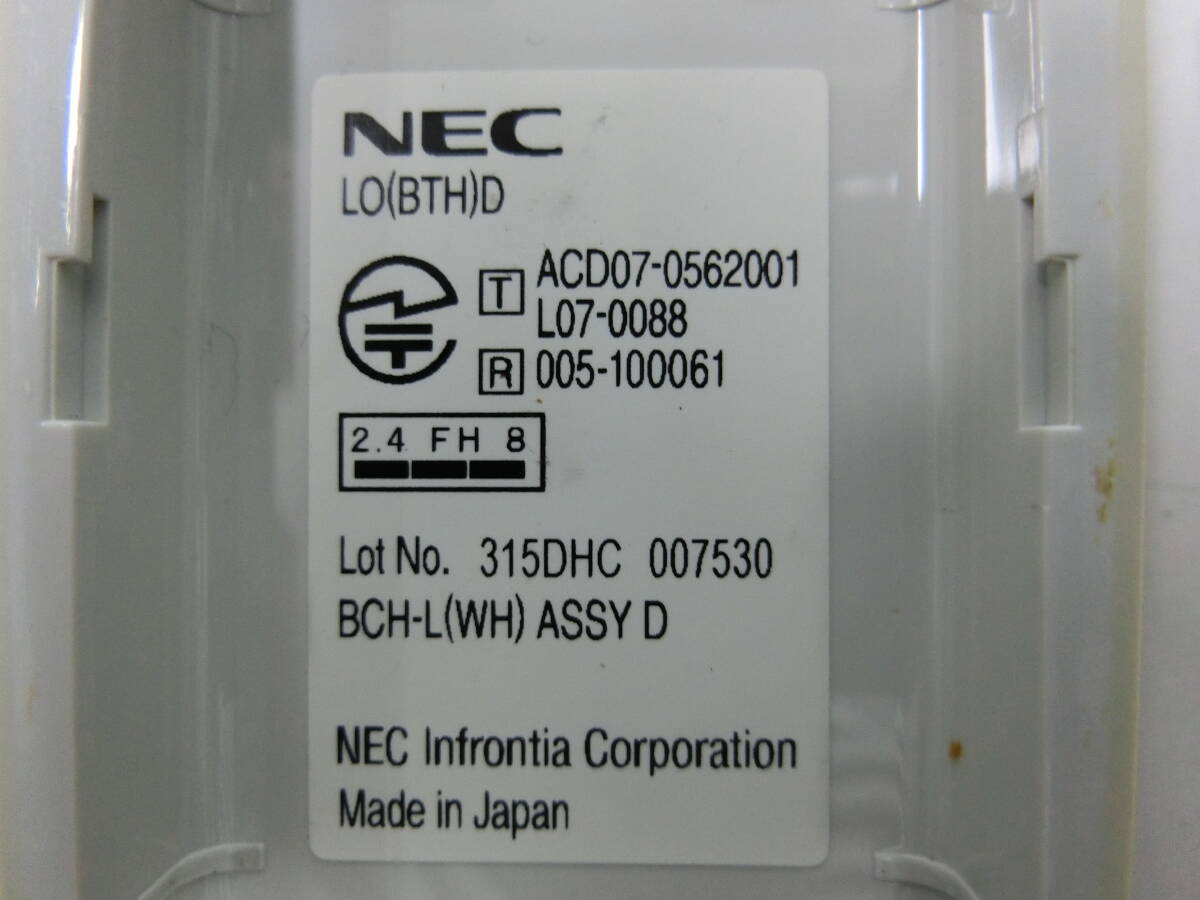 NEC
LO(BTH)D
T ACD07-0562001
L07-0088
R 005-100061
2.4 FH 8
Lot No. 315DHC 007530
BCH-L(WH) ASSY D
NEC Infrontia Corporation
Made in Japan